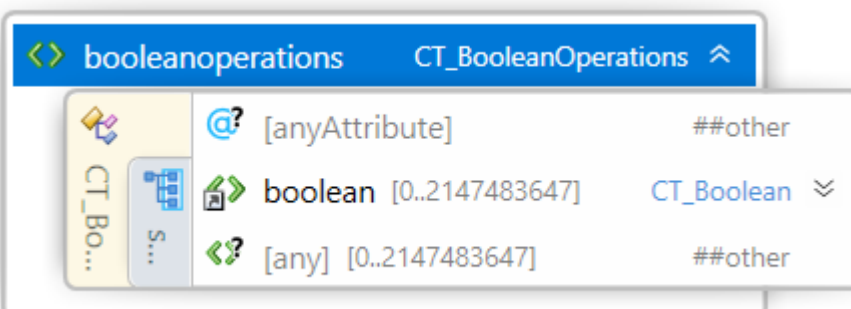 booleanoperations CT_BooleanOperations
[anyAttribute] ##other
boolean [0..2147483647] CT_Boolean
[any] [0..2147483647] ##other
CT_Bo...
s...